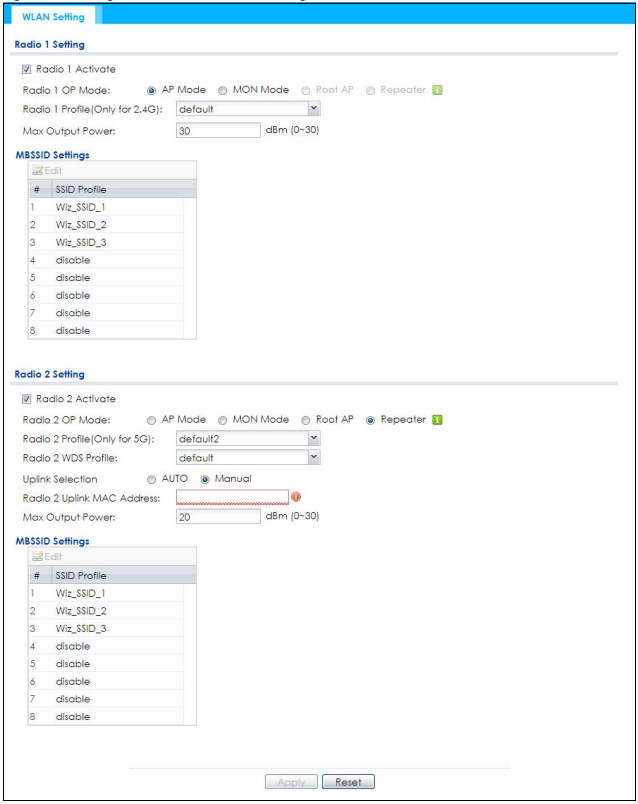 WLAN Setting
Radio 1 Setting
Radio 1 Activate
Radio 1 OP Mode: AP Mode MON Mode Root AP Repeater
Radio 1 Profile(Only for 2.4G): default
Max Output Power: 30 dBm (0~30)
MBSSID Settings
Edit
# SSID Profile
1 Wiz_SSID_1
2 Wiz_SSID_2
3 Wiz_SSID_3
4 disable
5 disable
6 disable
7 disable
8 disable
Radio 2 Setting
Radio 2 Activate
Radio 2 OP Mode: AP Mode MON Mode Root AP Repeater
Radio 2 Profile(Only for 5G): default2
Radio 2 WDS Profile: default
Uplink Selection AUTO Manual
Radio 2 Uplink MAC Address:
Max Output Power: 20 dBm (0~30)
MBSSID Settings
Edit
# SSID Profile
1 Wiz_SSID_1
2 Wiz_SSID_2
3 Wiz_SSID_3
4 disable
5 disable
6 disable
7 disable
8 disable
Apply Reset